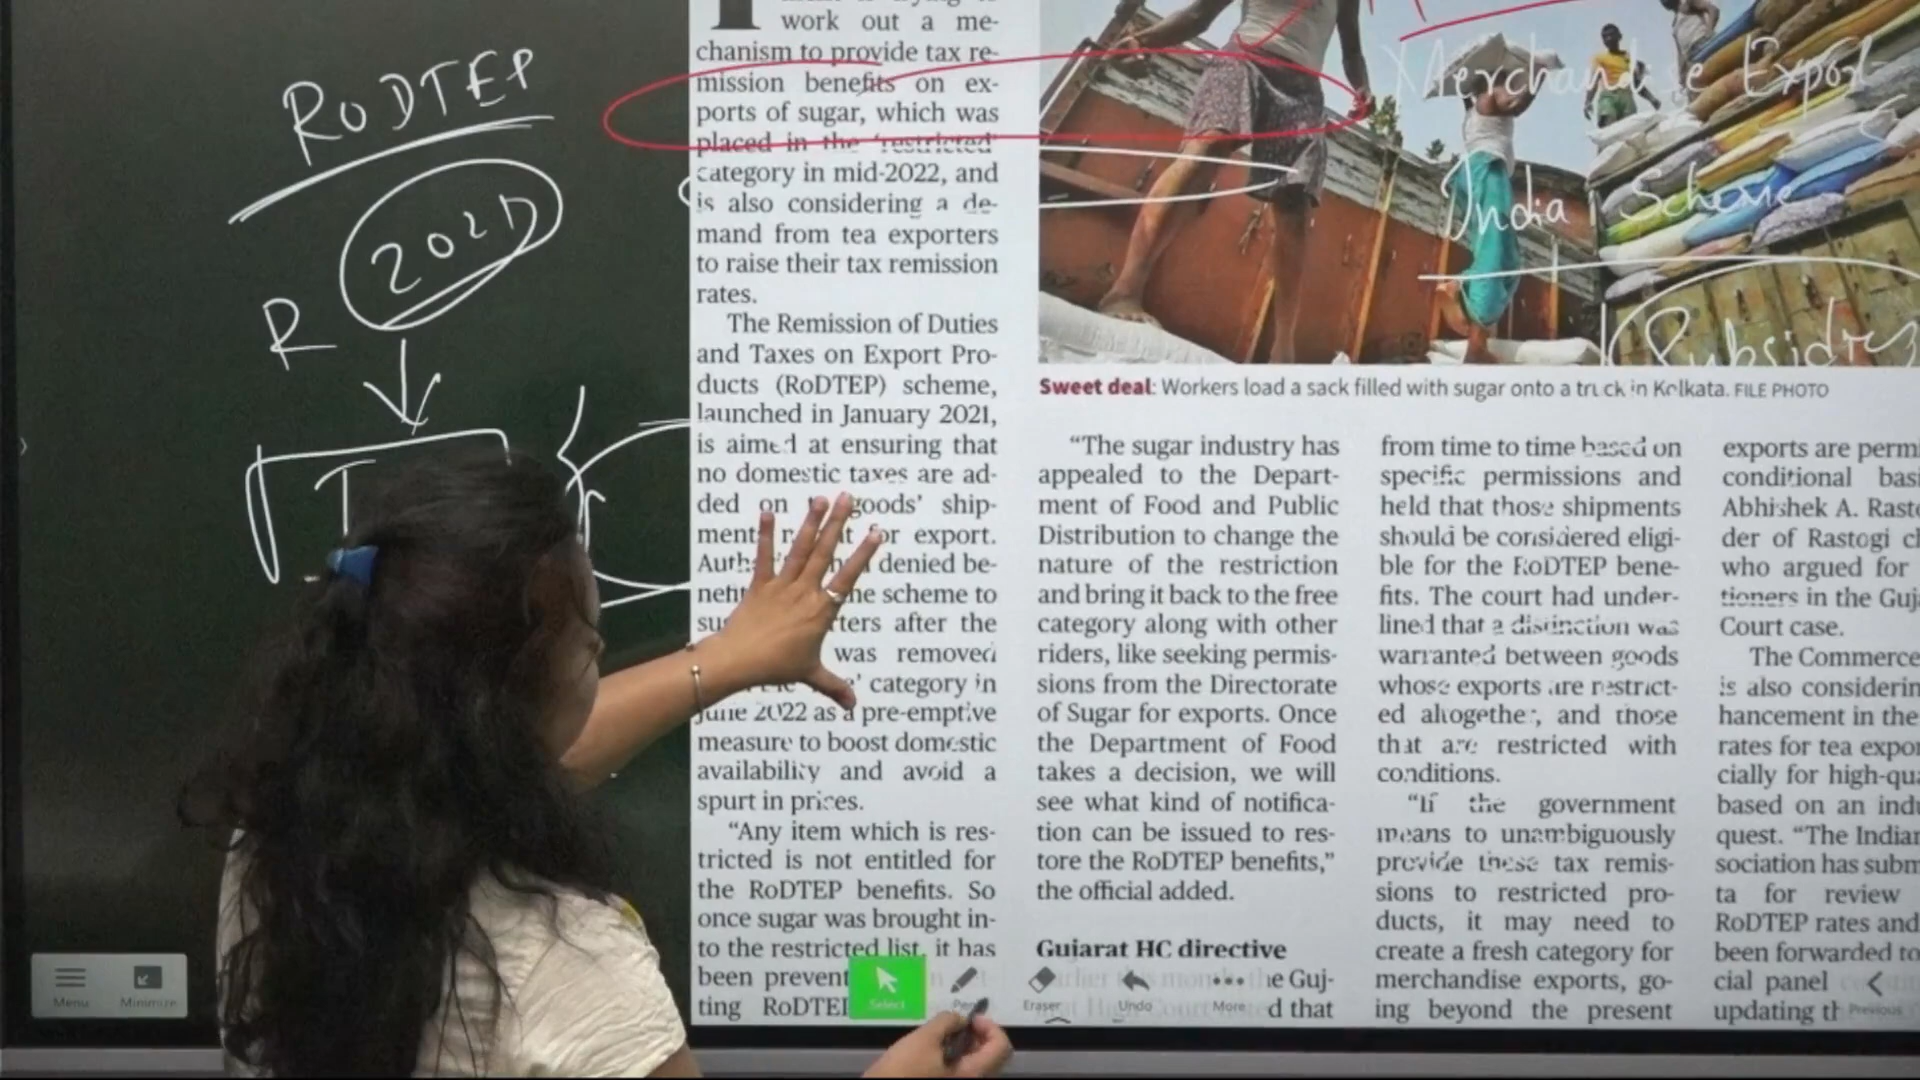 RODTEP
2021
R
T
work out a me-
chanism to provide tax re-
mission benefits on ex-
ports of sugar, which was
placed in the 'restricted'
category in mid-2022, and
is also considering a de-
mand from tea exporters
to raise their tax remission
rates.
The Remission of Duties
and Taxes on Export Pro-
ducts (RoDTEP) scheme,
launched in January 2021,
is aimed at ensuring that
no domestic taxes are ad-
ded on goods' ship-
for export.
denied be-
the scheme to
after the
was removed
category in
June 2022 as a pre-emptive
measure to boost domestic
availability and avoid a
spurt in prices.
"Any item which is res-
tricted is not entitled for
the RoDTEP benefits. So
once sugar was brought in-
to the restricted list, it has
been
ting
Merchandise Export
India Scheme
Subsidies
Sweet deal: Workers load a sack filled with sugar onto a truck in Kolkata. FILE PHOTO
"The sugar industry has
appealed to the Depart-
ment of Food and Public
Distribution to change the
nature of the restriction
and bring it back to the free
category along with other
riders, like seeking permis-
sions from the Directorate
of Sugar for exports. Once
the Department of Food
takes a decision, we will
see what kind of notifica-
tion can be issued to res-
tore the RoDTEP benefits,"
the official added.
Gujarat HC directive
the Guj-
that
from time to time based on
specific permissions and
held that those shipments
should be considered eligi-
ble for the RoDTEP bene-
fits. The court had under-
lined that a distinction was
warranted between goods
whose exports are restrict-
ed altogether, and those
that are restricted with
conditions.
"If the government
means to unambiguously
provide these tax remis-
sions to restricted pro-
ducts, it may need to
create a fresh category for
merchandise exports, go-
ing beyond the present
exports are
Abhishek A.
der of Rastogi
who argued for
tioners in the
Court case.
The Commerce
is also
hancement in the
rates for tea
cially for
based on an
quest. "The
sociation has
ta for review
RoDTEP rates and
been forwarded to
cial panel
updating
Menu
Minimize
Select
Pen
Eraser
Undo
More
Previous